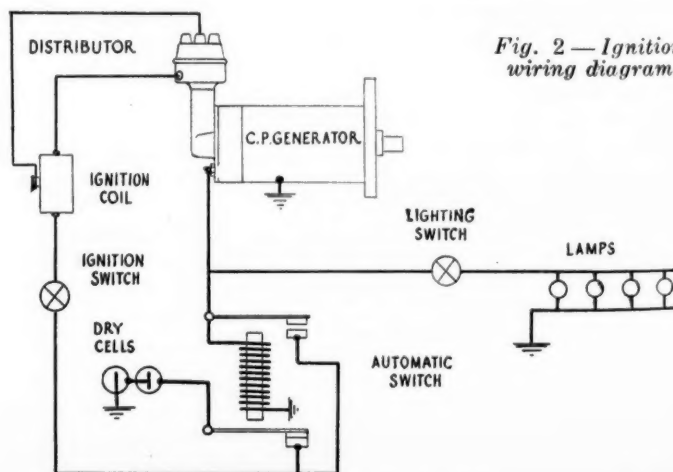 DISTRIBUTOR
Fig. 2 — Ignition
wiring diagram
C.P. GENERATOR
IGNITION
COIL
LIGHTING
SWITCH
LAMPS
IGNITION
SWITCH
DRY
CELLS
AUTOMATIC
SWITCH